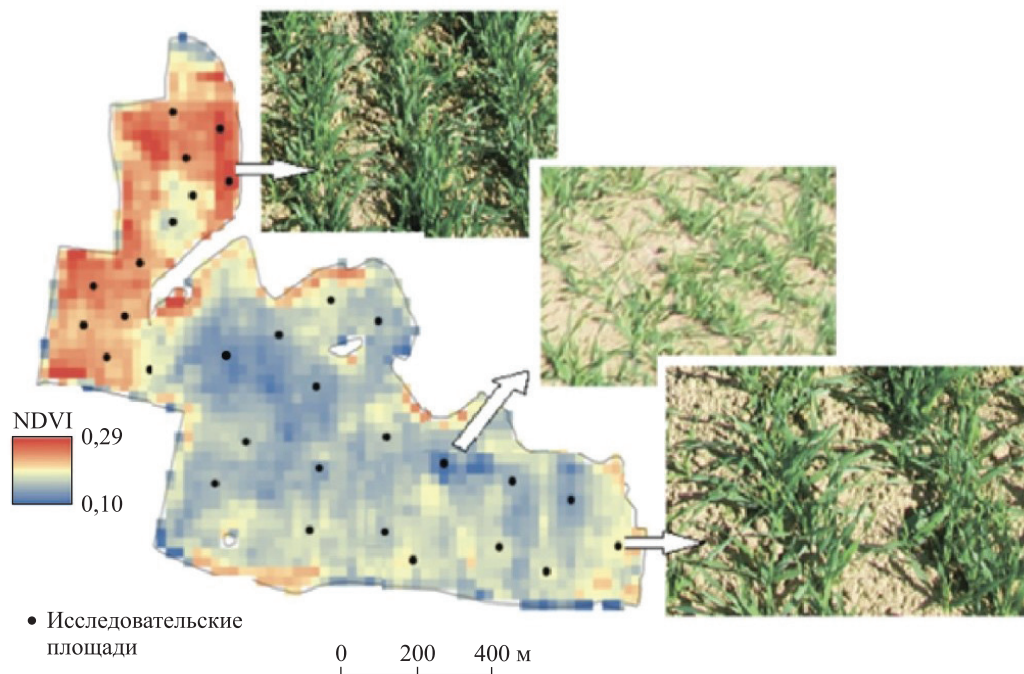 NDVI
0,29
0,10
Исследовательские
площади
0 200 400 м